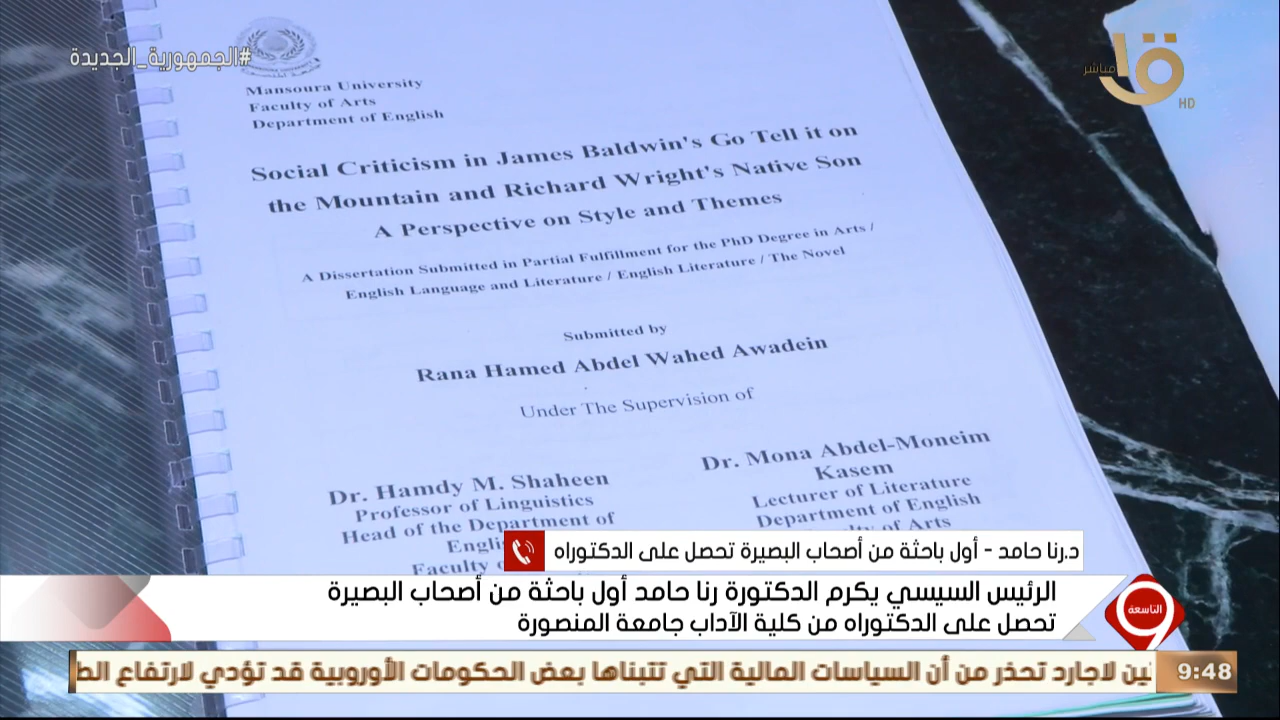 #الجمهورية_الجديدة
مباشر
HD
Mansoura University
Faculty of Arts
Department of English
Social Criticism in James Baldwin's Go Tell it on
the Mountain and Richard Wright's Native Son
A Perspective on Style and Themes
A Dissertation Submitted in Partial Fulfillment for the PhD Degree in Arts /
English Language and Literature / English Literature / The Novel
Submitted by
Rana Hamed Abdel Wahed Awadein
Under The Supervision of
Dr. Hamdy M. Shaheen
Professor of Linguistics
Head of the Department of
Faculty
Dr. Mona Abdel-Moneim
Kasem
Lecturer of Literature
Department of English
of Arts
د.رنا حامد - أول باحثة من أصحاب البصيرة تحصل على الدكتوراه
الرئيس السيسي يكرم الدكتورة رنا حامد أول باحثة من أصحاب البصيرة
تحصل على الدكتوراه من كلية الآداب جامعة المنصورة
التاسعة
9:48
لاجارد تحذر من أن السياسات المالية التي تتبناها بعض الحكومات الأوروبية قد تؤدي لارتفاع